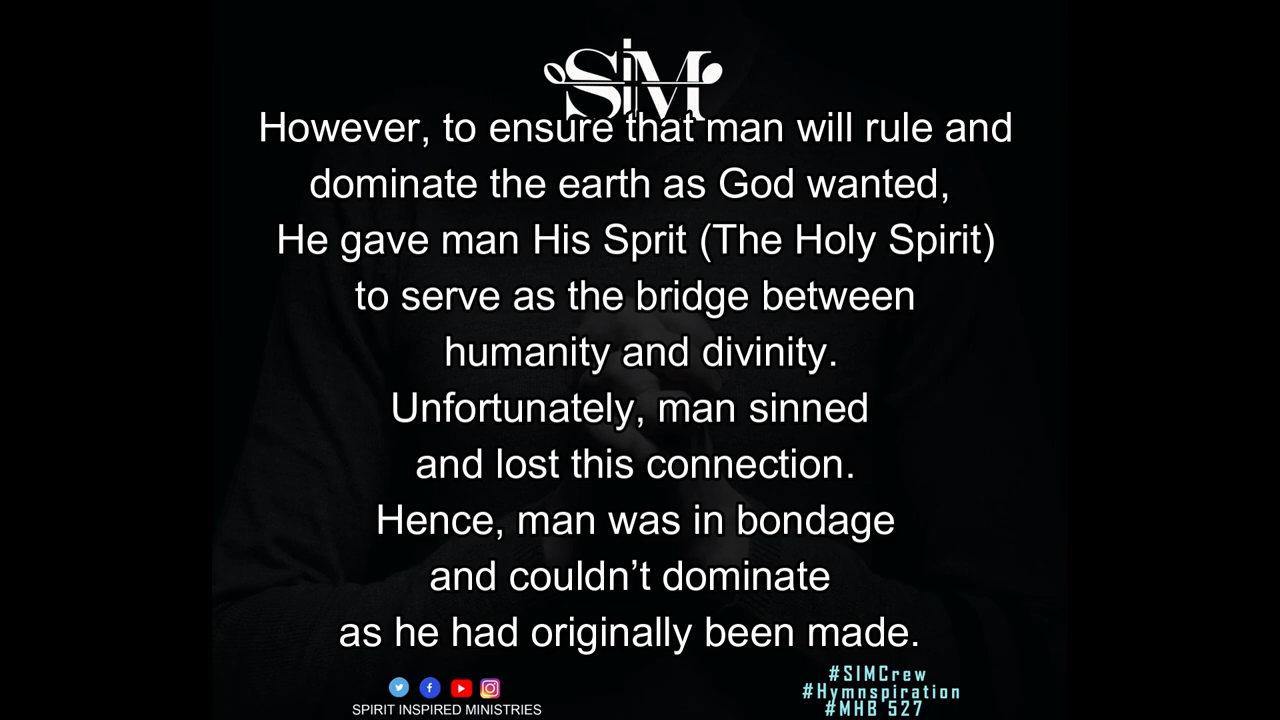 SiM
However, to ensure that man will rule and
dominate the earth as God wanted,
He gave man His Sprit (The Holy Spirit)
to serve as the bridge between
humanity and divinity.
Unfortunately, man sinned
and lost this connection.
Hence, man was in bondage
and couldn’t dominate
as he had originally been made.
SPIRIT INSPIRED MINISTRIES
#SIMCrew
#Hymnspiration
#MHB 527